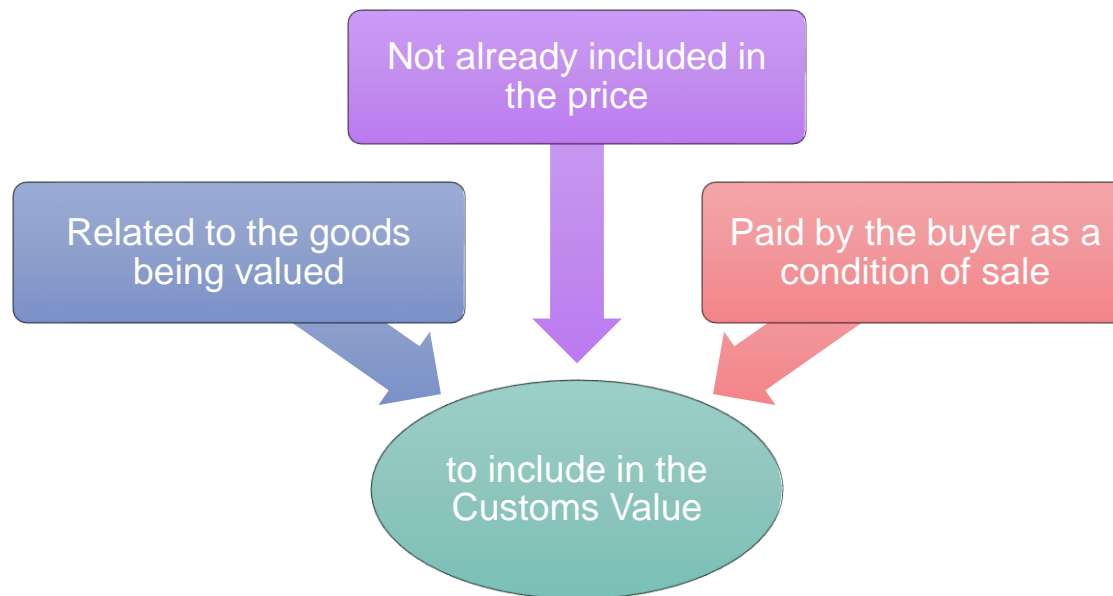 Not already included in
the price
Related to the goods
being valued
Paid by the buyer as a
condition of sale
to include in the
Customs Value